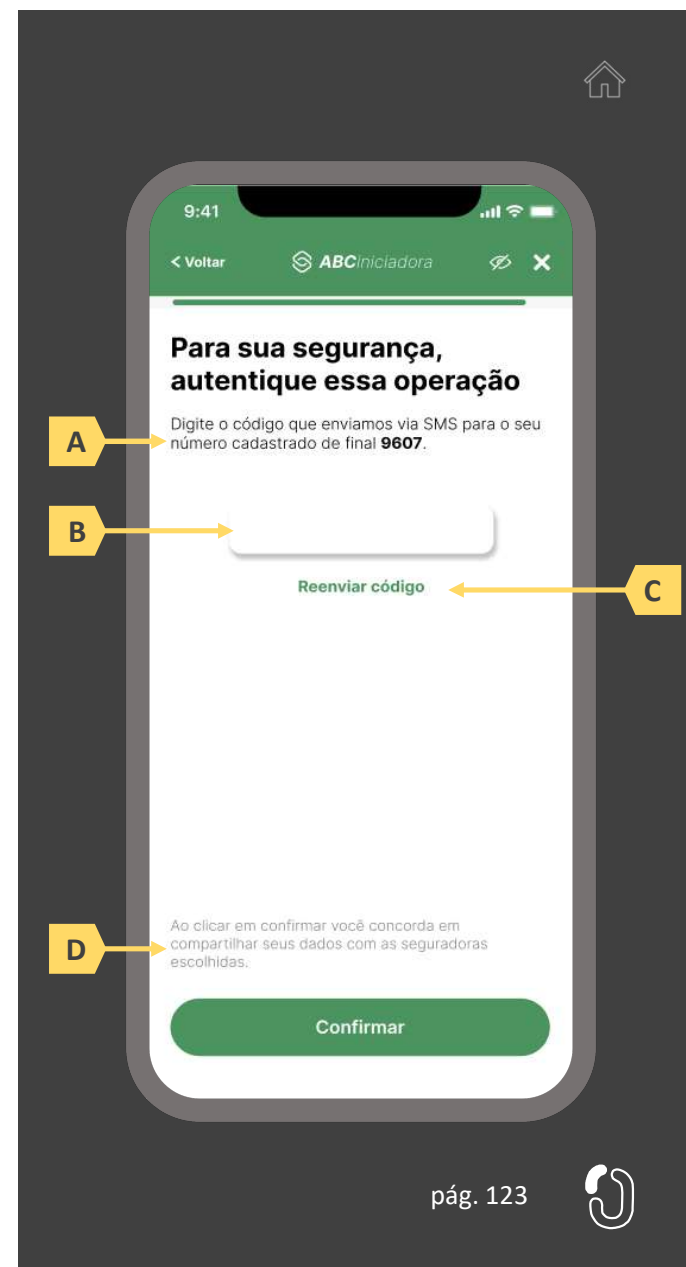 9:41
< Voltar
ABCiniciadora
Para sua segurança,
autentique essa operação
Digite o código que enviamos via SMS para o seu
número cadastrado de final 9607.
A
B
Reenviar código
C
Ao clicar em confirmar você concorda em
compartilhar seus dados com as seguradoras
escolhidas.
D
Confirmar
pág. 123